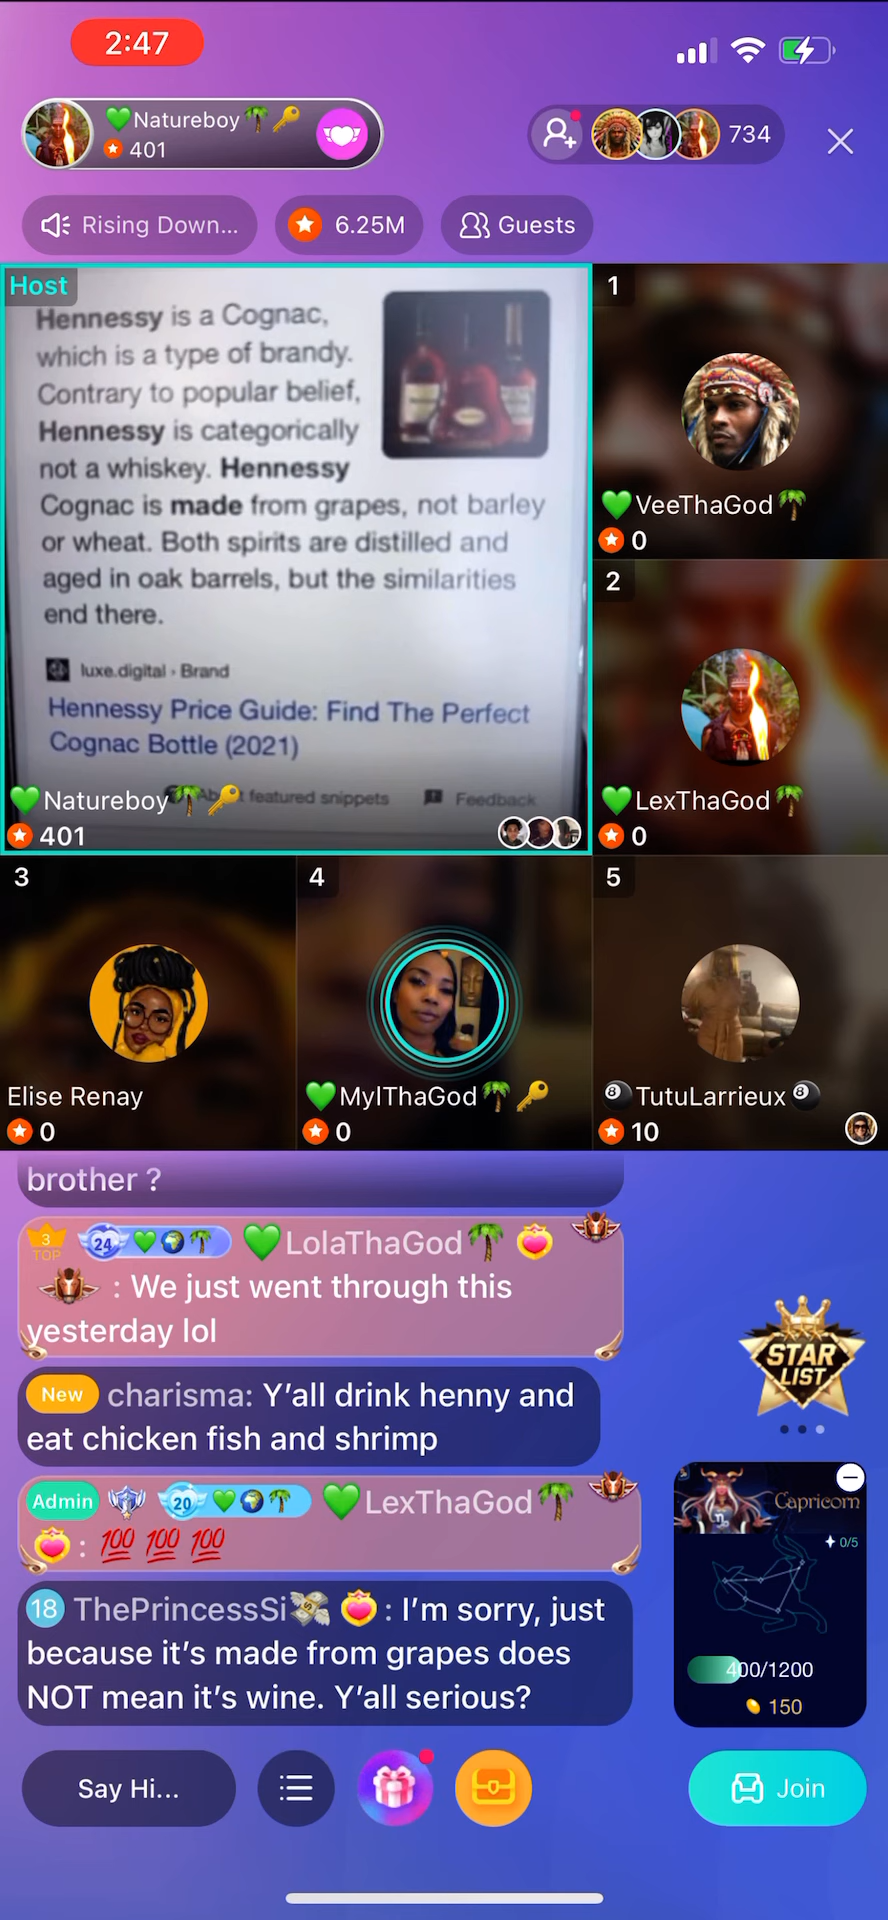 2:47
💚Natureboy🌴🔑
401
734
Rising Down...
6.25M
Guests
Host
Hennessy is a Cognac,
which is a type of brandy.
Contrary to popular belief,
Hennessy is categorically
not a whiskey. Hennessy
Cognac is made from grapes, not barley
or wheat. Both spirits are distilled and
aged in oak barrels, but the similarities
end there.
luxe.digital › Brand
Hennessy Price Guide: Find The Perfect
Cognac Bottle (2021)
featured snippets
Feedback
💚Natureboy🌴🔑
401
1
💚VeeThaGod🌴
0
2
💚LexThaGod🌴
0
3
Elise Renay
0
4
💚MylThaGod🌴🔑
0
5
🎱TutuLarrieux🎱
10
brother ?
3 TOP 24 💚🌍🌴 💚LolaThaGod🌴
: We just went through this
yesterday lol
New charisma: Y'all drink henny and
eat chicken fish and shrimp
Admin 20 💚🌍🌴 💚LexThaGod🌴
: 💯 💯 💯
18 ThePrincessSi💸 : I'm sorry, just
because it's made from grapes does
NOT mean it's wine. Y'all serious?
STAR
LIST
Capricorn
0/5
400/1200
150
Say Hi...
Join